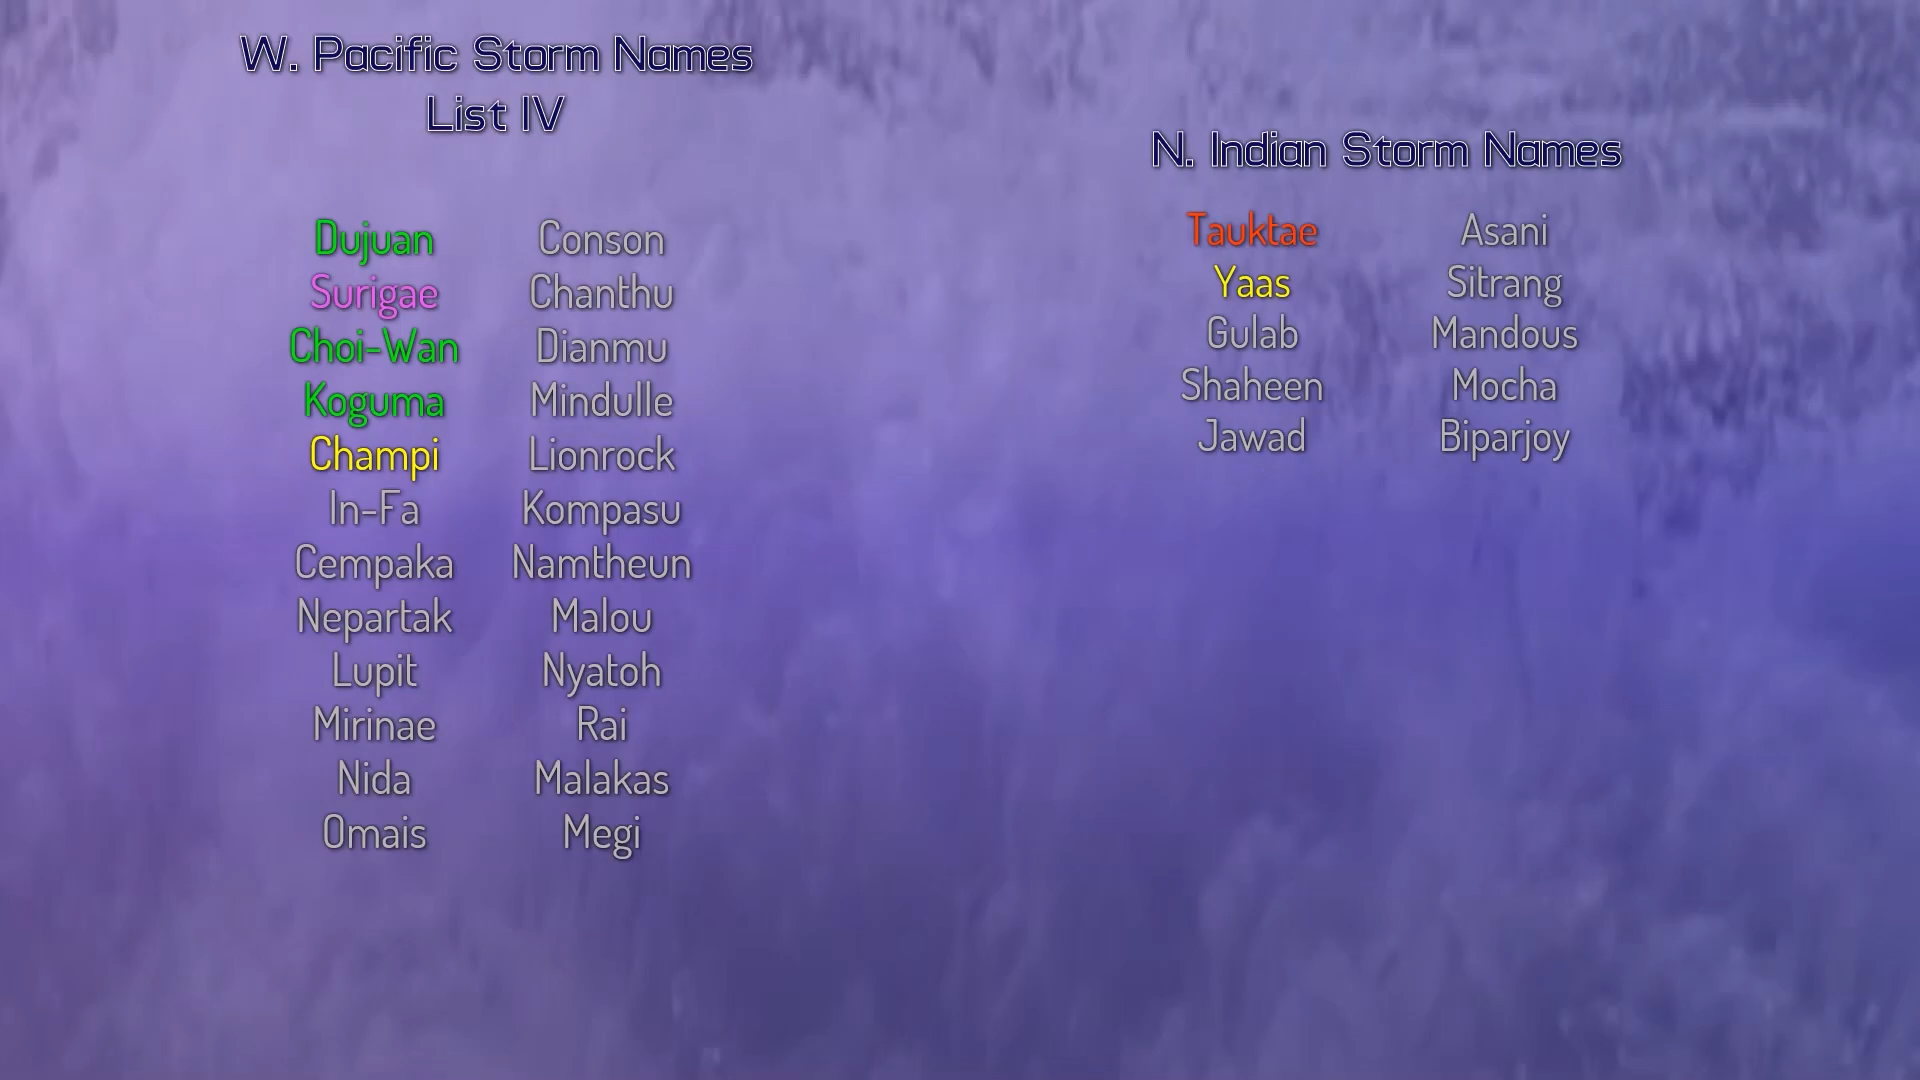 W. Pacific Storm Names
List IV
Dujuan
Surigae
Choi-Wan
Koguma
Champi
In-Fa
Cempaka
Nepartak
Lupit
Mirinae
Nida
Omais
Conson
Chanthu
Dianmu
Mindulle
Lionrock
Kompasu
Namtheun
Malou
Nyatoh
Rai
Malakas
Megi
N. Indian Storm Names
Tauktae
Yaas
Gulab
Shaheen
Jawad
Asani
Sitrang
Mandous
Mocha
Biparjoy